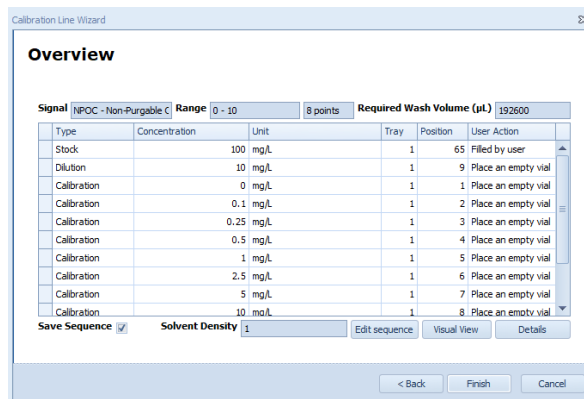 Calibration Line Wizard
Overview
Signal NPOC - Non-Purgable C Range 0 - 10 8 points Required Wash Volume (µL) 192600
Type Concentration Unit Tray Position User Action
Stock 100 mg/L 1 65 Filled by user
Dilution 10 mg/L 1 9 Place an empty vial
Calibration 0 mg/L 1 1 Place an empty vial
Calibration 0.1 mg/L 1 2 Place an empty vial
Calibration 0.25 mg/L 1 3 Place an empty vial
Calibration 0.5 mg/L 1 4 Place an empty vial
Calibration 1 mg/L 1 5 Place an empty vial
Calibration 2.5 mg/L 1 6 Place an empty vial
Calibration 5 mg/L 1 7 Place an empty vial
Calibration 10 mg/L 1 8 Place an empty vial
Save Sequence Solvent Density 1 Edit sequence Visual View Details
< Back Finish Cancel